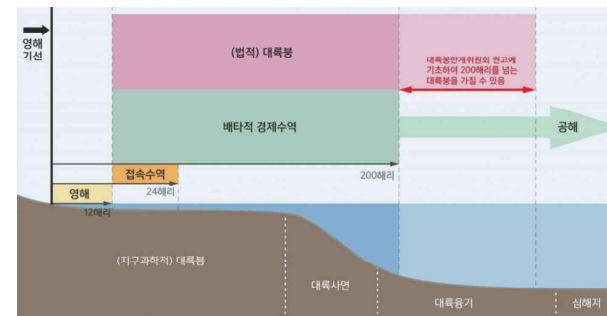 영해
기선
(법적) 대륙붕
대륙붕한계위원회 권고에
기초하여 200해리를 넘는
대륙붕을 가질 수 있음
배타적 경제수역
공해
접속수역
200해리
24해리
영해
12해리
(지구과학적) 대륙붕
대륙사면
대륙융기
심해저